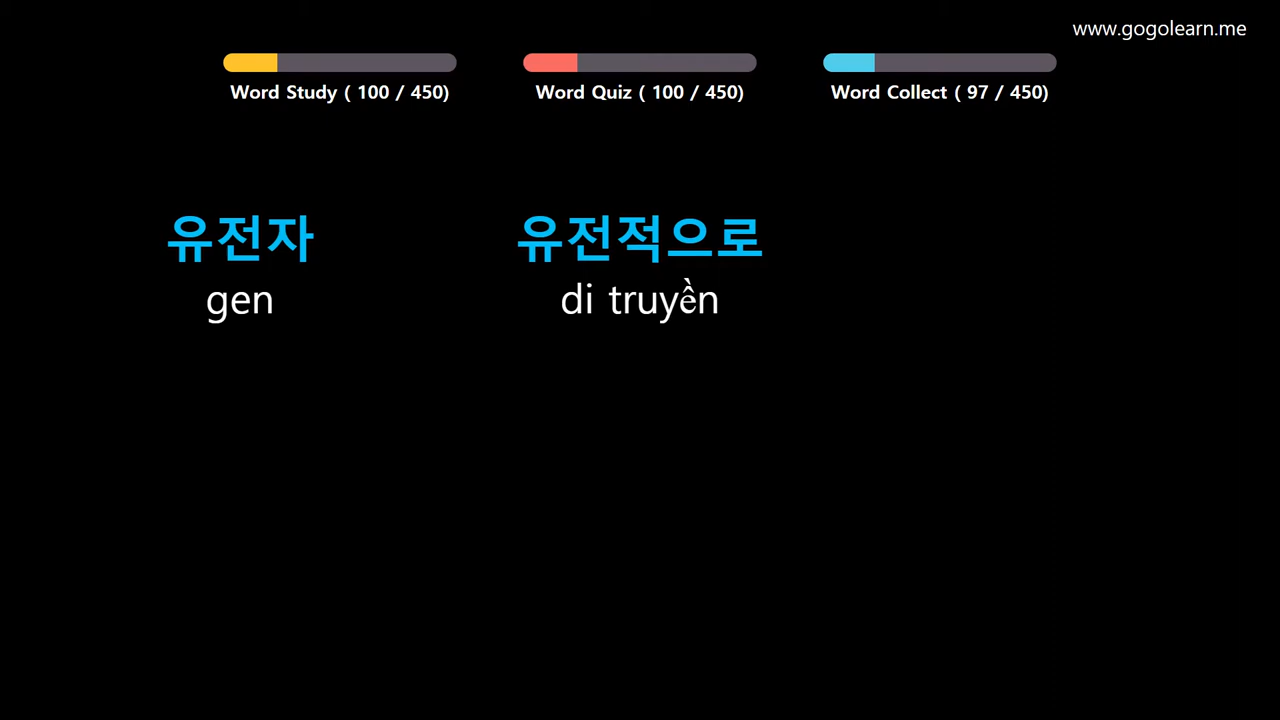 www.gogolearn.me
Word Study ( 100 / 450)
Word Quiz ( 100 / 450)
Word Collect ( 97 / 450)
유전자
gen
유전적으로
di truyền